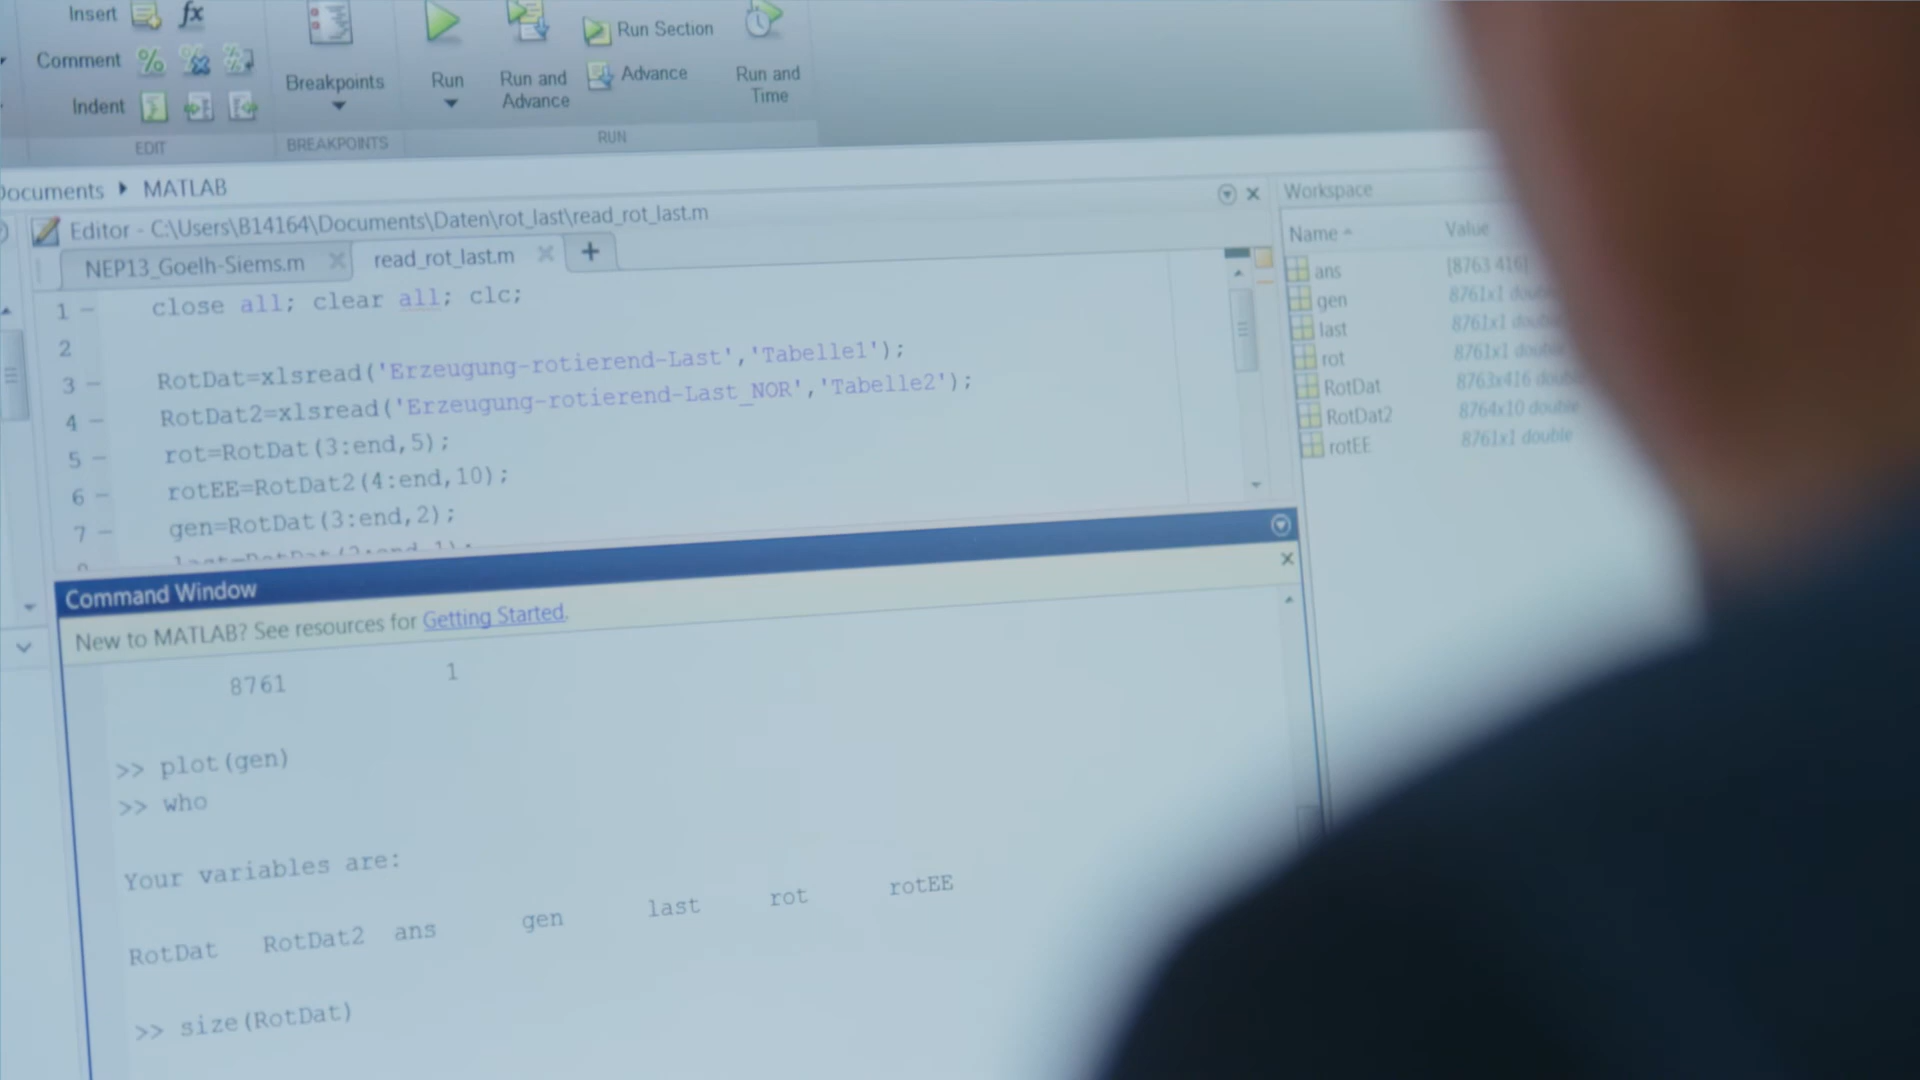 Insert
Comment
Indent
EDIT
Breakpoints
BREAKPOINTS
Run
Run and Advance
Run Section
Advance
Run and Time
RUN
Documents MATLAB
Editor - C:\Users\B14164\Documents\Daten\rot_last\read_rot_last.m
NEP13_Goelh-Siems.m read_rot_last.m
1 close all; clear all; clc;
2
3 RotDat=xlsread('Erzeugung-rotierend-Last','Tabelle1');
4 RotDat2=xlsread('Erzeugung-rotierend-Last_NOR','Tabelle2');
5 rot=RotDat(3:end,5);
6 rotEE=RotDat2(4:end,10);
7 gen=RotDat(3:end,2);
Workspace
Name Value
ans [8763 416]
gen 8761x1 double
last 8761x1 double
rot 8761x1 double
RotDat 8763x416 double
RotDat2 8764x10 double
rotEE 8761x1 double
Command Window
New to MATLAB? See resources for Getting Started.
8761 1
>> plot(gen)
>> who
Your variables are:
RotDat RotDat2 ans gen last rot rotEE
>> size(RotDat)